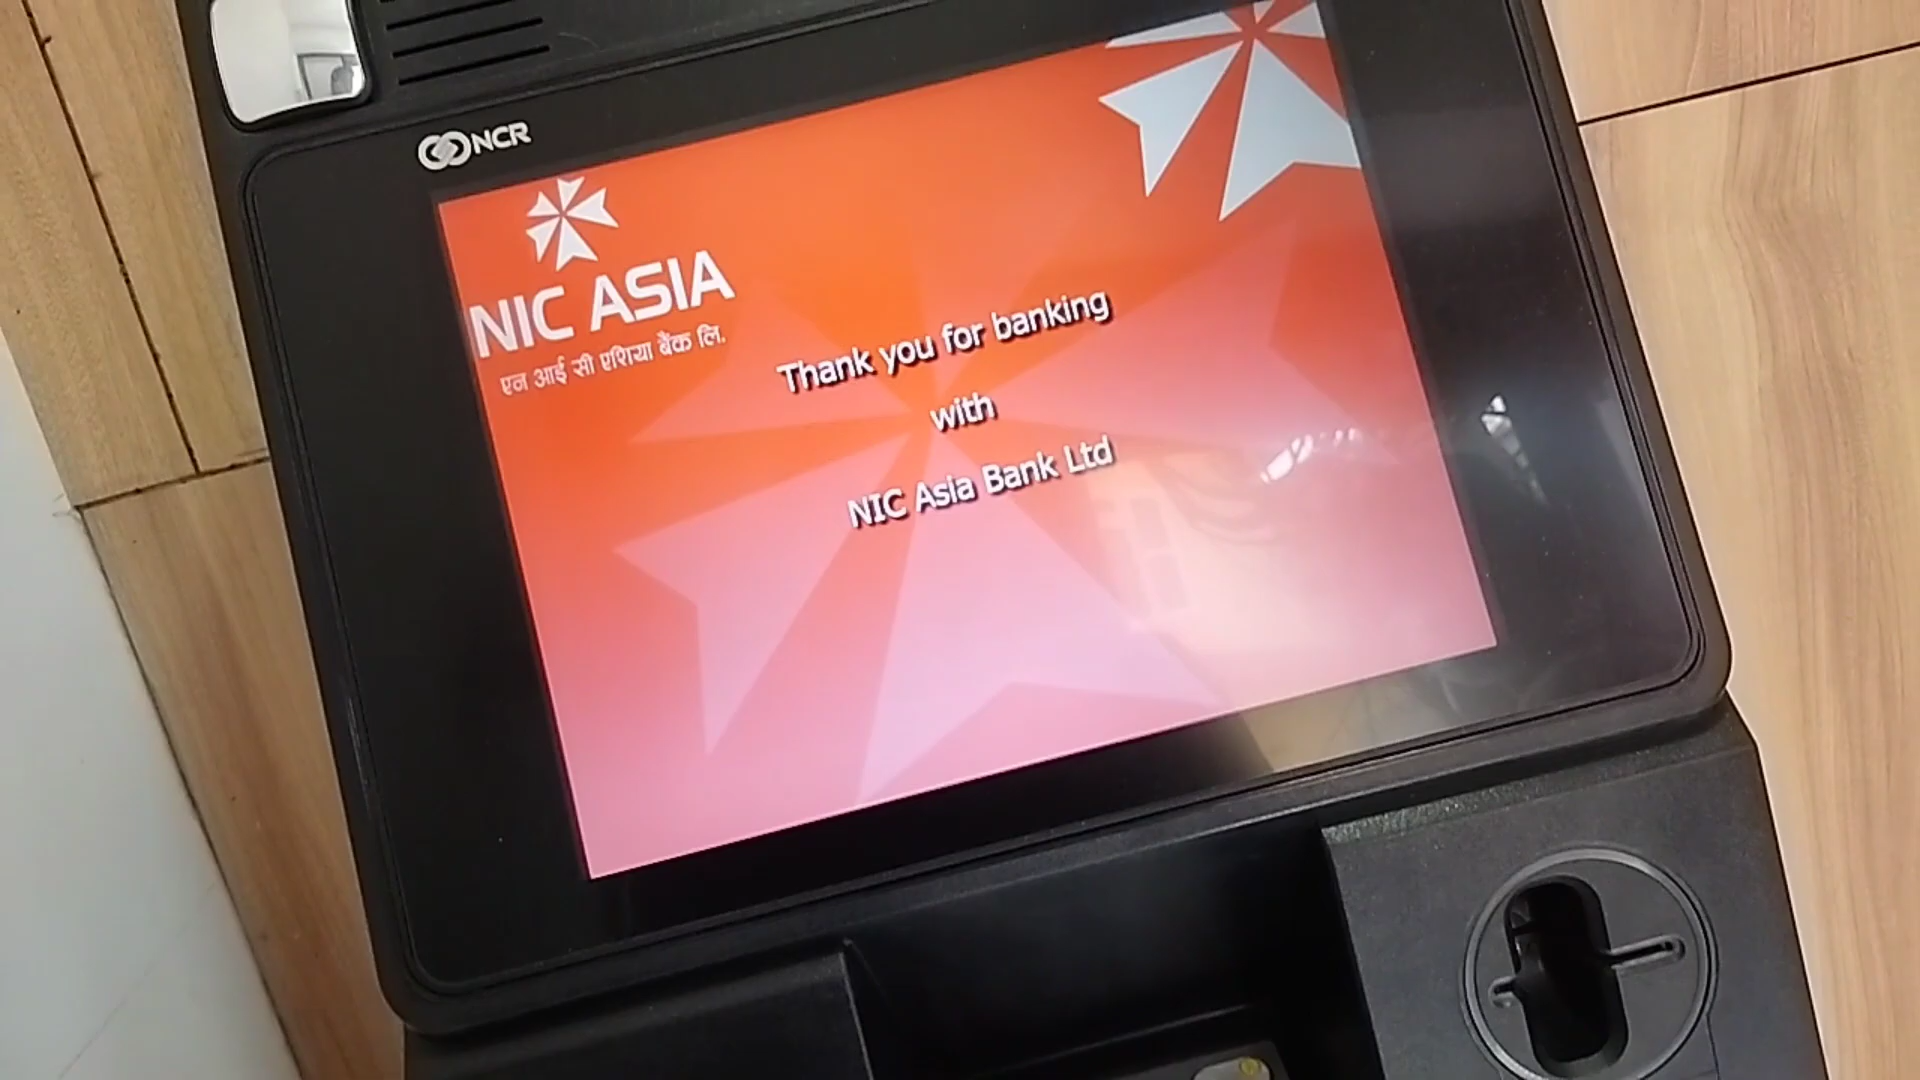 NCR
NIC ASIA
एन आई सी एशिया बैंक लि.
Thank you for banking
with
NIC Asia Bank Ltd